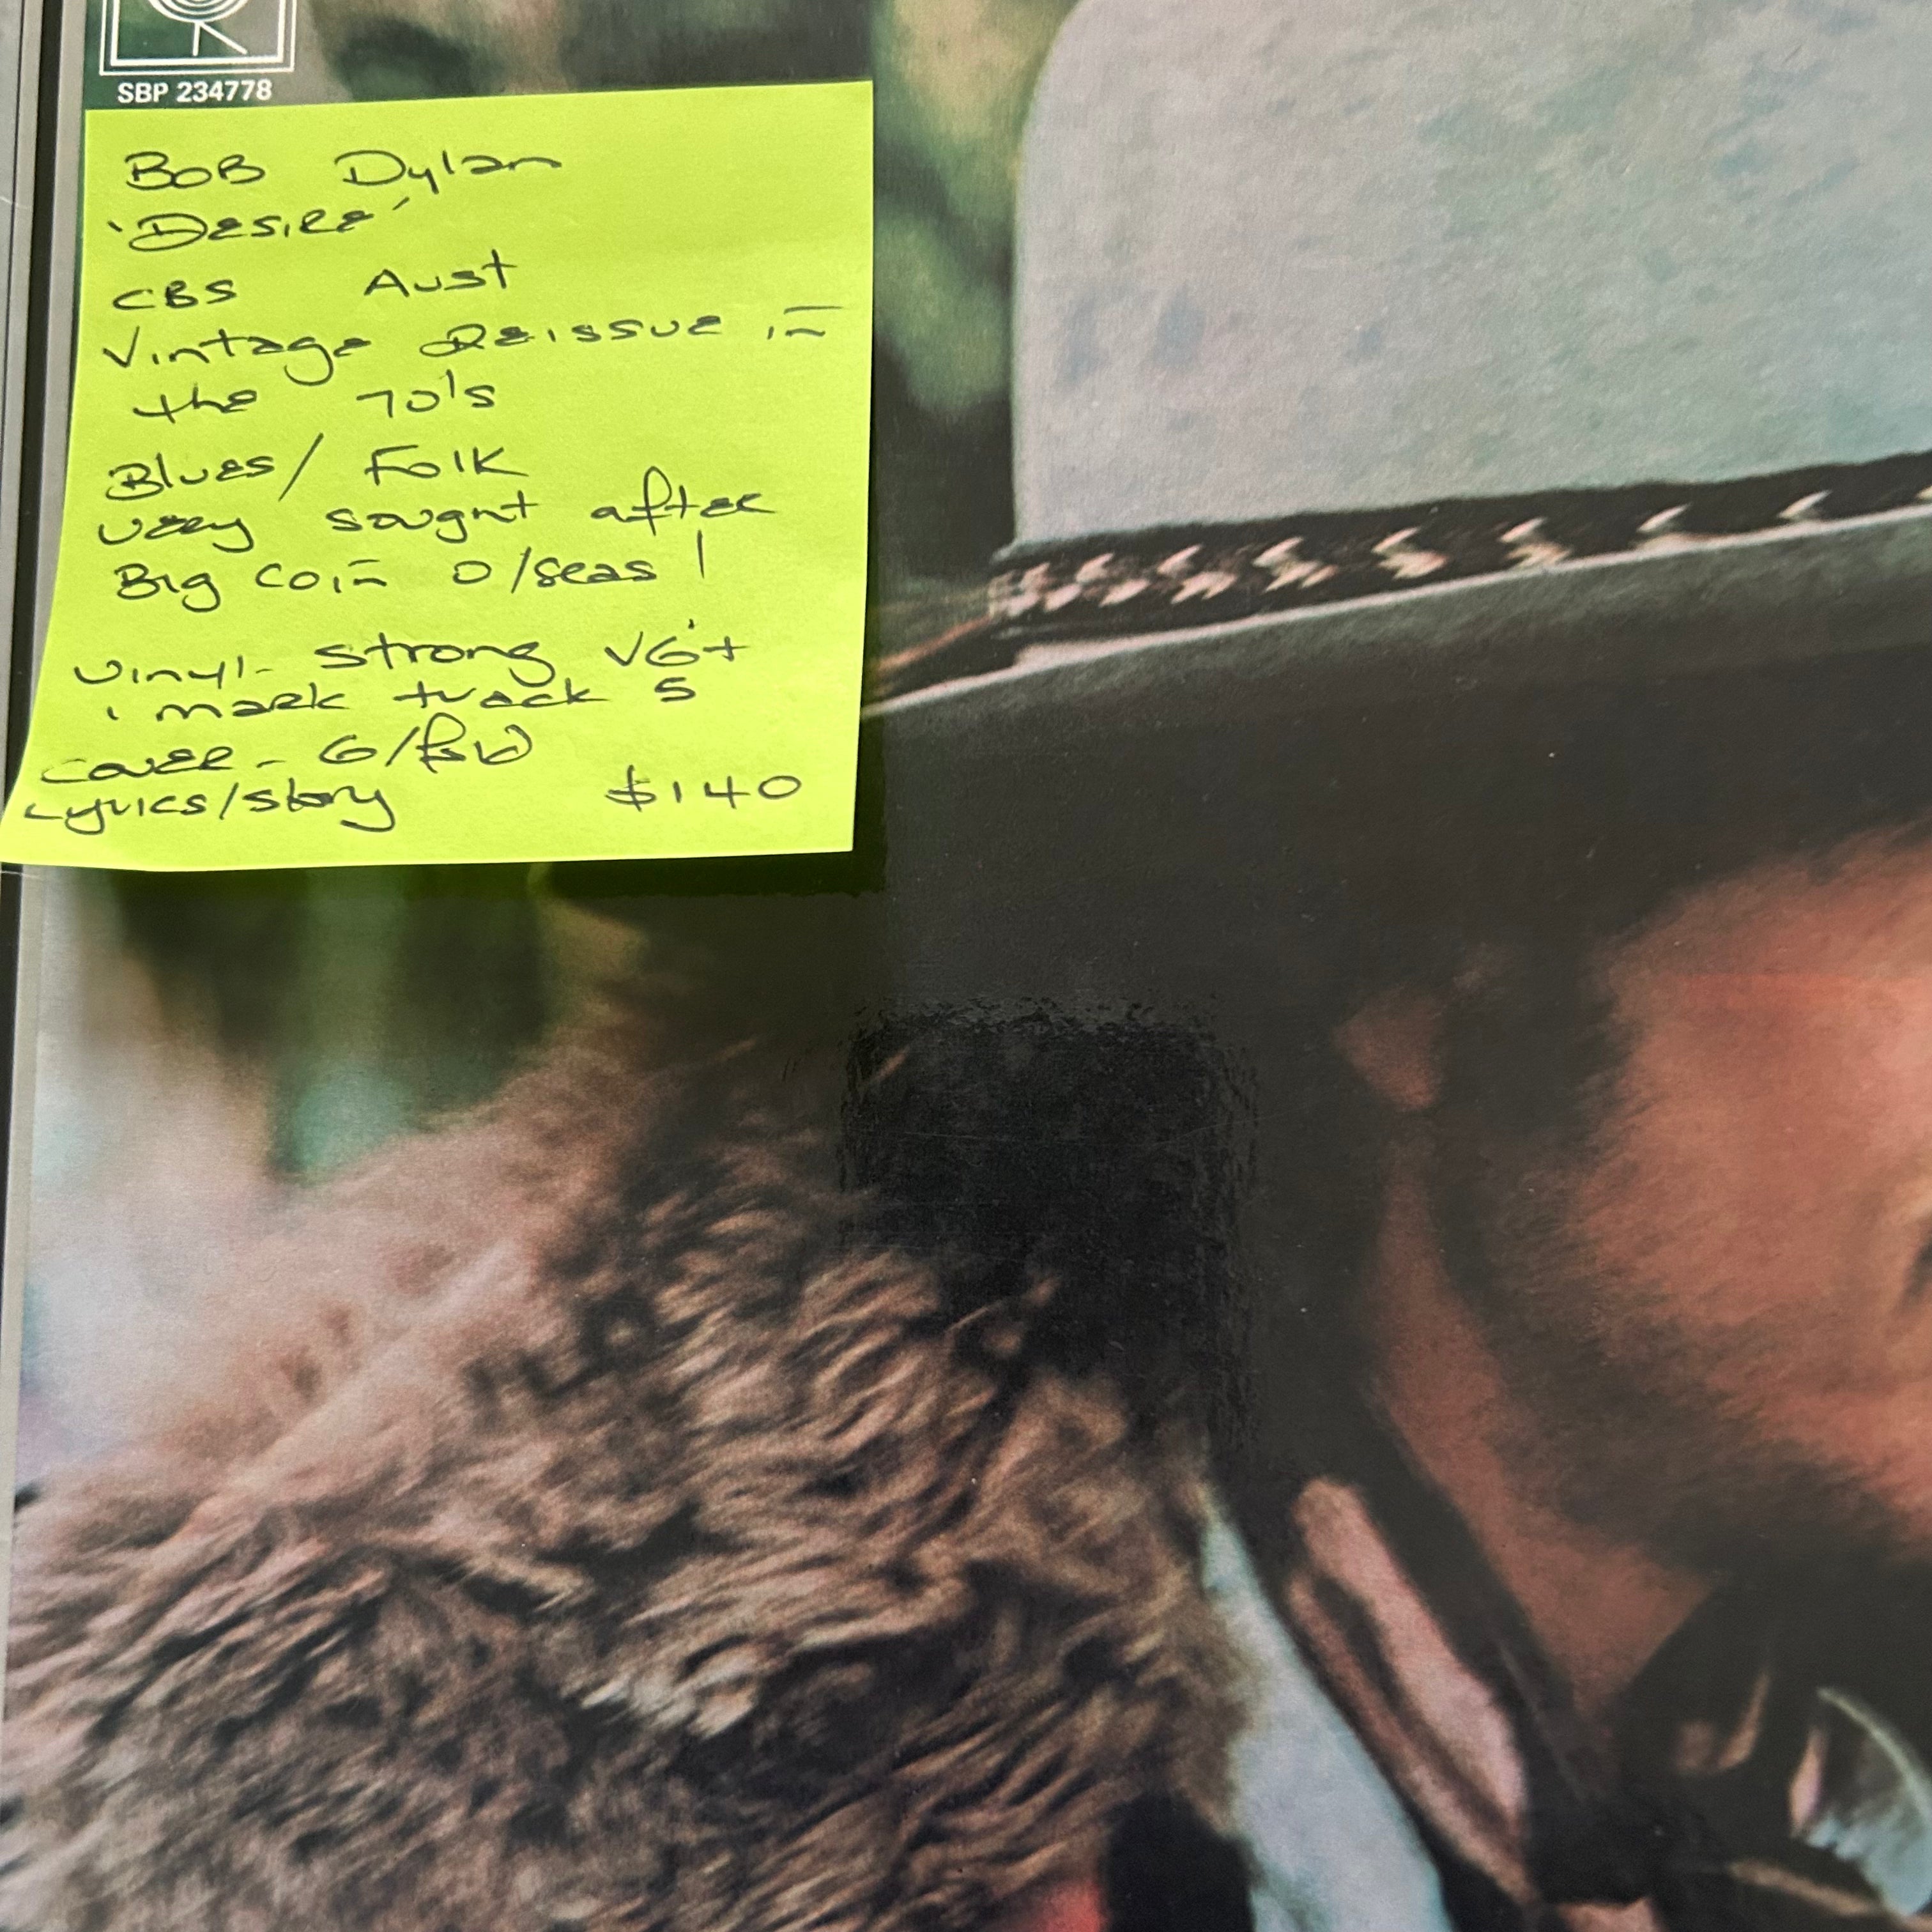 SBP 234778
BOB Dylan
'DESIRE'
CBS Aust
Vintage REISSUE in
the 70's
Blues / Folk
VERY sought after
Big coin O/seas !
Vinyl - strong VG+
1 mark track 5
COVER - G/
Lyrics/story $140